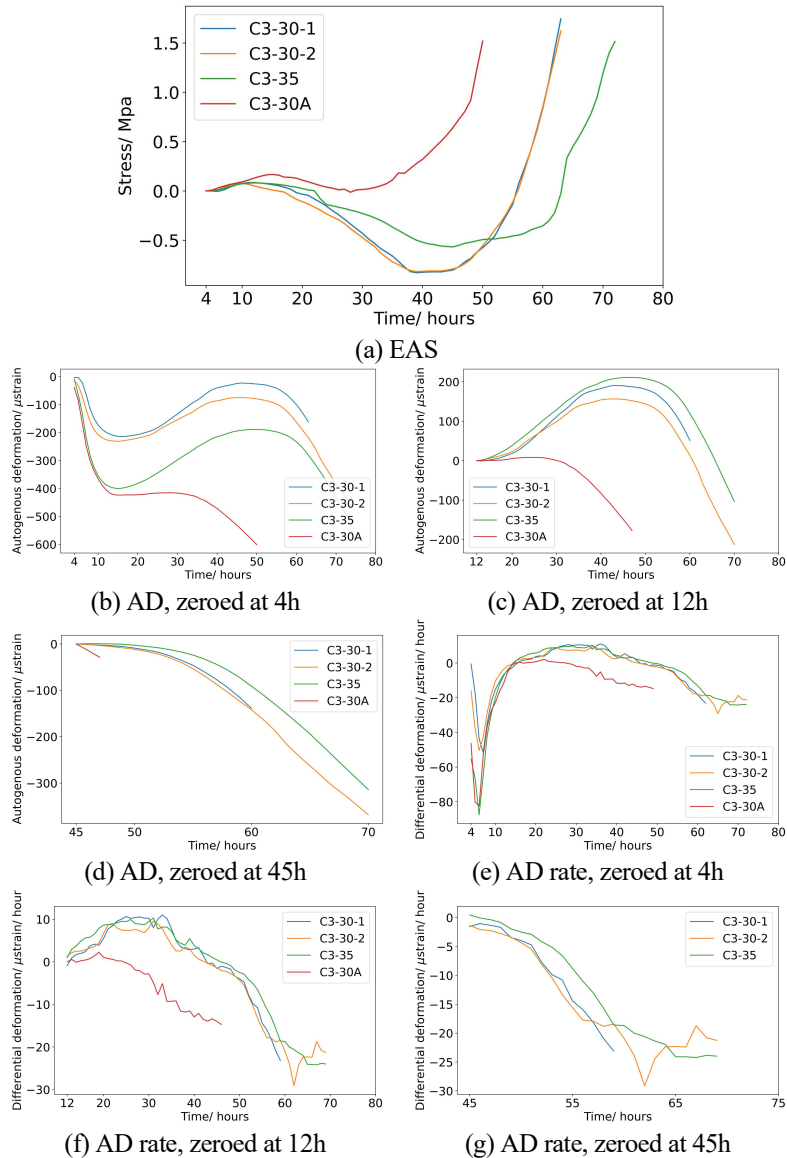 C3-30-1
C3-30-2
C3-35
C3-30A
Stress/ Mpa
1.5
1.0
0.5
0.0
−0.5
4 10 20 30 40 50 60 70 80
Time/ hours
(a) EAS
Autogenous deformation/ μstrain
0
−100
−200
−300
−400
−500
−600
C3-30-1
C3-30-2
C3-35
C3-30A
4 10 20 30 40 50 60 70 80
Time/ hours
(b) AD, zeroed at 4h
Autogenous deformation/ μstrain
200
100
0
−100
−200
C3-30-1
C3-30-2
C3-35
C3-30A
12 20 30 40 50 60 70 80
Time/ hours
(c) AD, zeroed at 12h
Autogenous deformation/ μstrain
0
−100
−200
−300
C3-30-1
C3-30-2
C3-35
C3-30A
45 50 60 70
Time/ hours
(d) AD, zeroed at 45h
Differential deformation/ μstrain/ hour
0
−20
−40
−60
−80
C3-30-1
C3-30-2
C3-35
C3-30A
4 10 20 30 40 50 60 70 80
Time/ hours
(e) AD rate, zeroed at 4h
Differential deformation/ μstrain/ hour
10
0
−10
−20
−30
C3-30-1
C3-30-2
C3-35
C3-30A
12 20 30 40 50 60 70 80
Time/ hours
(f) AD rate, zeroed at 12h
Differential deformation/ μstrain/ hour
0
−5
−10
−15
−20
−25
−30
C3-30-1
C3-30-2
C3-35
45 55 65 75
Time/ hours
(g) AD rate, zeroed at 45h